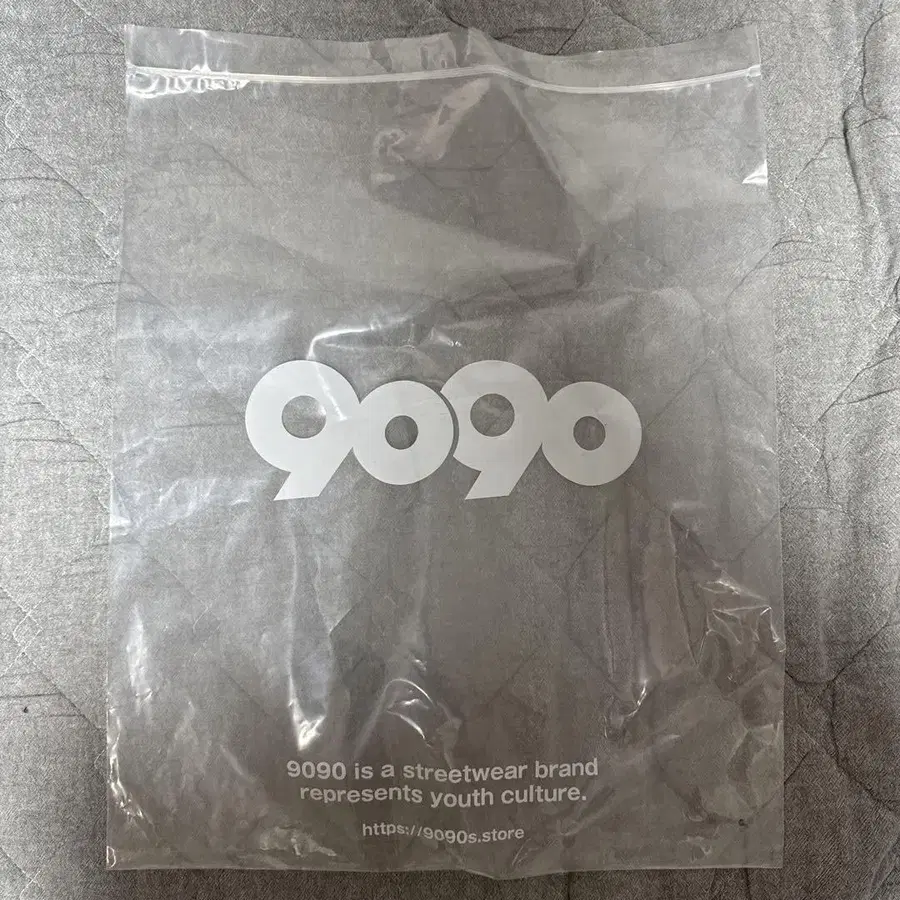 9090
9090 is a streetwear brand
represents youth culture.
https://9090s.store